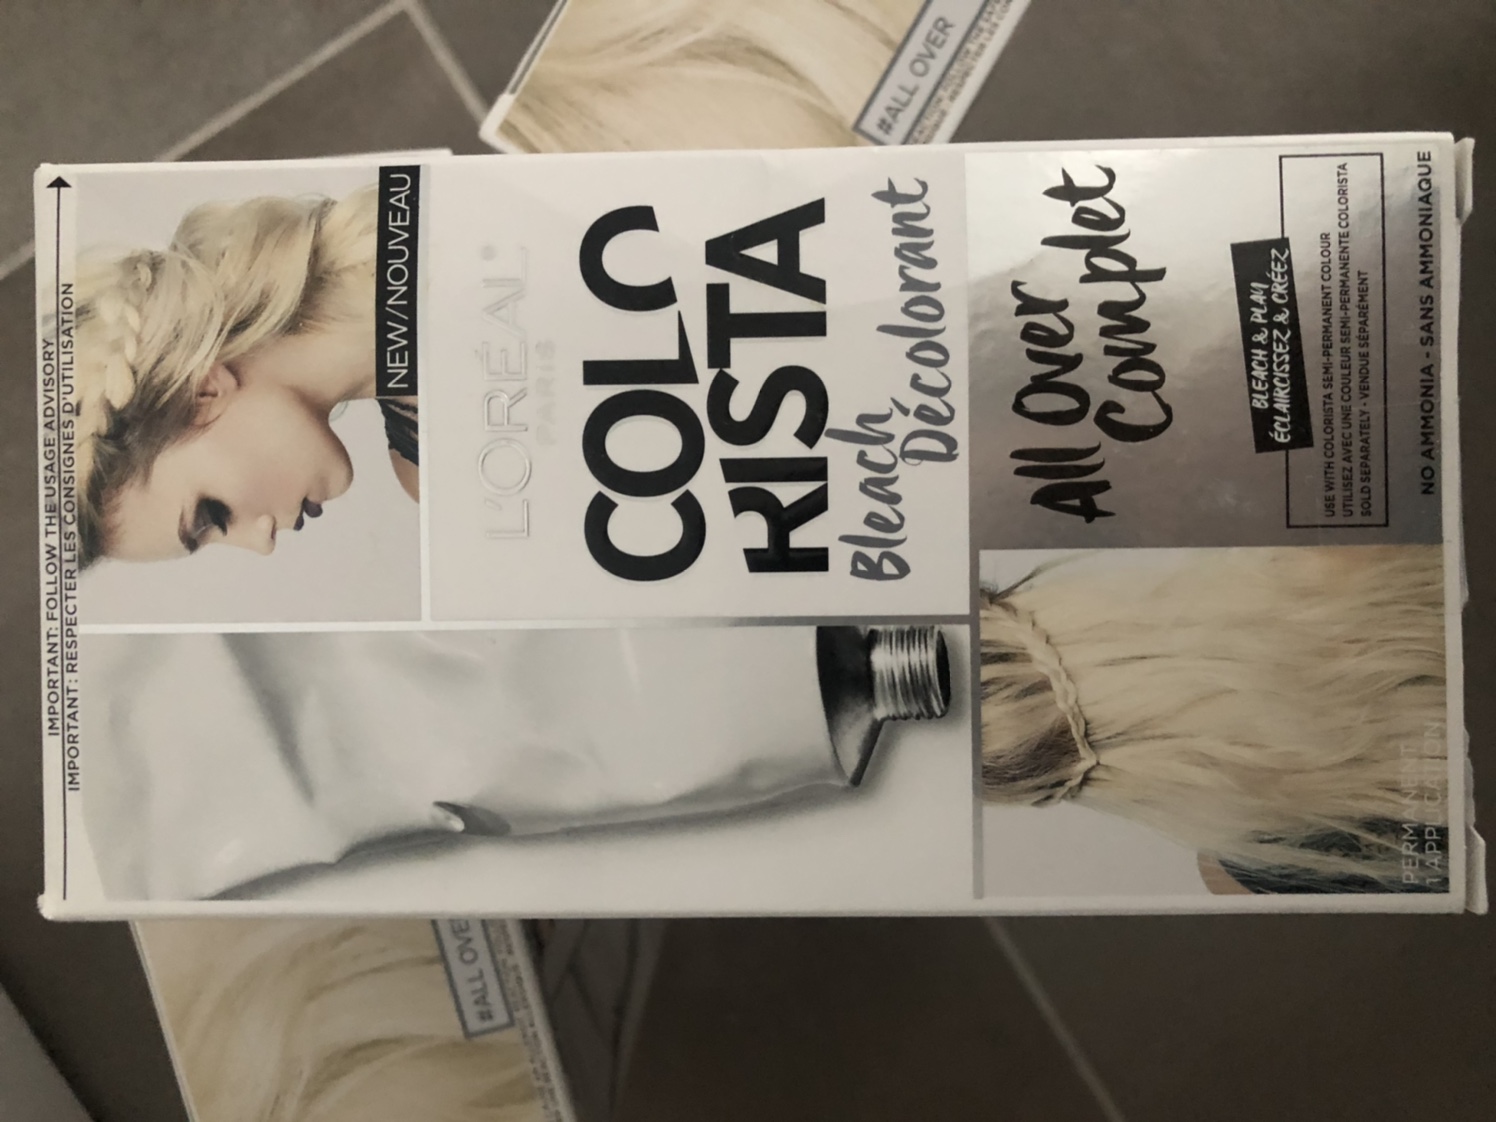 IMPORTANT: FOLLOW THE USAGE ADVISORY
IMPORTANT: RESPECTER LES CONSIGNES D'UTILISATION
NEW/NOUVEAU
L'ORÉAL
PARIS
COLO
RISTA
Bleach
Décolorant
All Over
Complet
BLEACH & PLAY
ÉCLAIRCISSEZ & CRÉEZ
USE WITH COLORISTA SEMI-PERMANENT COLOUR
UTILISEZ AVEC UNE COULEUR SEMI-PERMANENTE COLORISTA
SOLD SEPARATELY - VENDUE SÉPARÉMENT
NO AMMONIA - SANS AMMONIAQUE
PERMANENT
1 APPLICATION
#ALL OVER
#ALL OVE